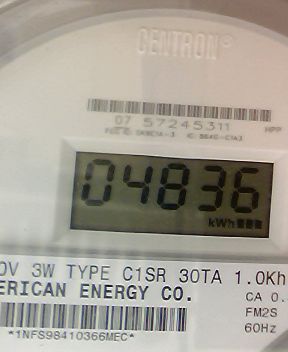 CENTRON®
07 57245311 HPP
04836
kWh
0V 3W TYPE C1SR 30TA 1.0Kh
ERICAN ENERGY CO. CA 0.
FM2S
60Hz
*1NFS98410366MEC*